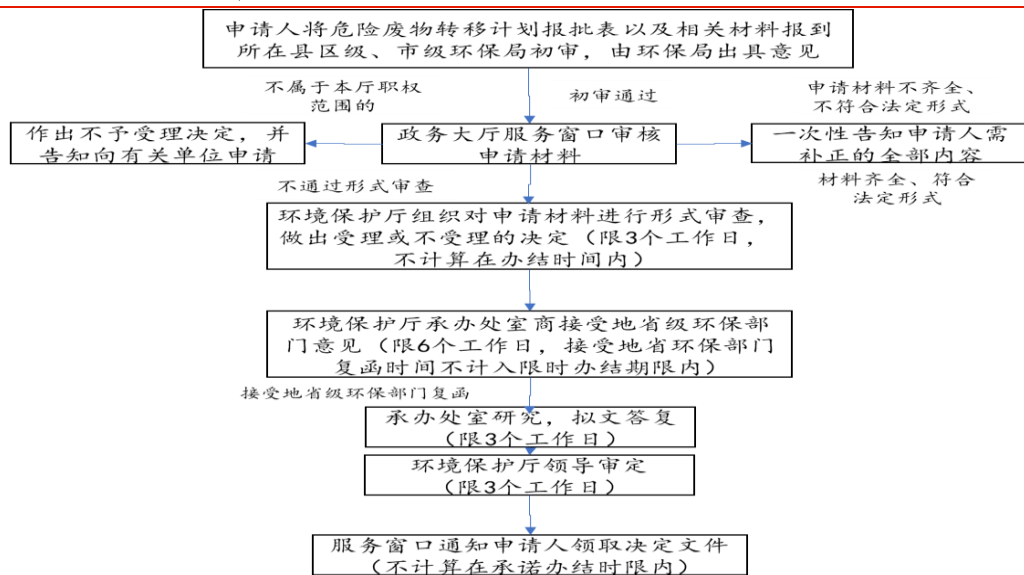 申请人将危险废物转移计划报批表以及相关材料报到
所在县区级、市级环保局初审，由环保局出具意见
不属于本厅职权
范围的
初审通过
申请材料不齐全、
不符合法定形式
作出不予受理决定，并
告知向有关单位申请
政务大厅服务窗口审核
申请材料
一次性告知申请人需
补正的全部内容
不通过形式审查
材料齐全、符合
法定形式
环境保护厅组织对申请材料进行形式审查，
做出受理或不受理的决定（限3个工作日，
不计算在办结时间内）
环境保护厅承办处室商接受地省级环保部
门意见（限6个工作日，接受地省环保部门
复函时间不计入限时办结期限内）
接受地省级环保部门复函
承办处室研究，拟文答复
（限3个工作日）
环境保护厅领导审定
（限3个工作日）
服务窗口通知申请人领取决定文件
（不计算在承诺办结时限内）